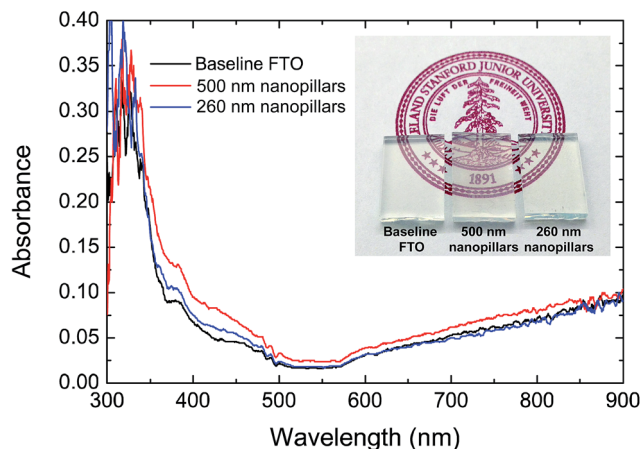 0.40
0.35
0.30
0.25
0.20
0.15
0.10
0.05
0.00
Absorbance
Baseline FTO
500 nm nanopillars
260 nm nanopillars
LELAND STANFORD JUNIOR UNIVERSITY
DIE LUFT DER FREIHEIT WEHT
1891
Baseline
FTO
500 nm
nanopillars
260 nm
nanopillars
300 400 500 600 700 800 900
Wavelength (nm)